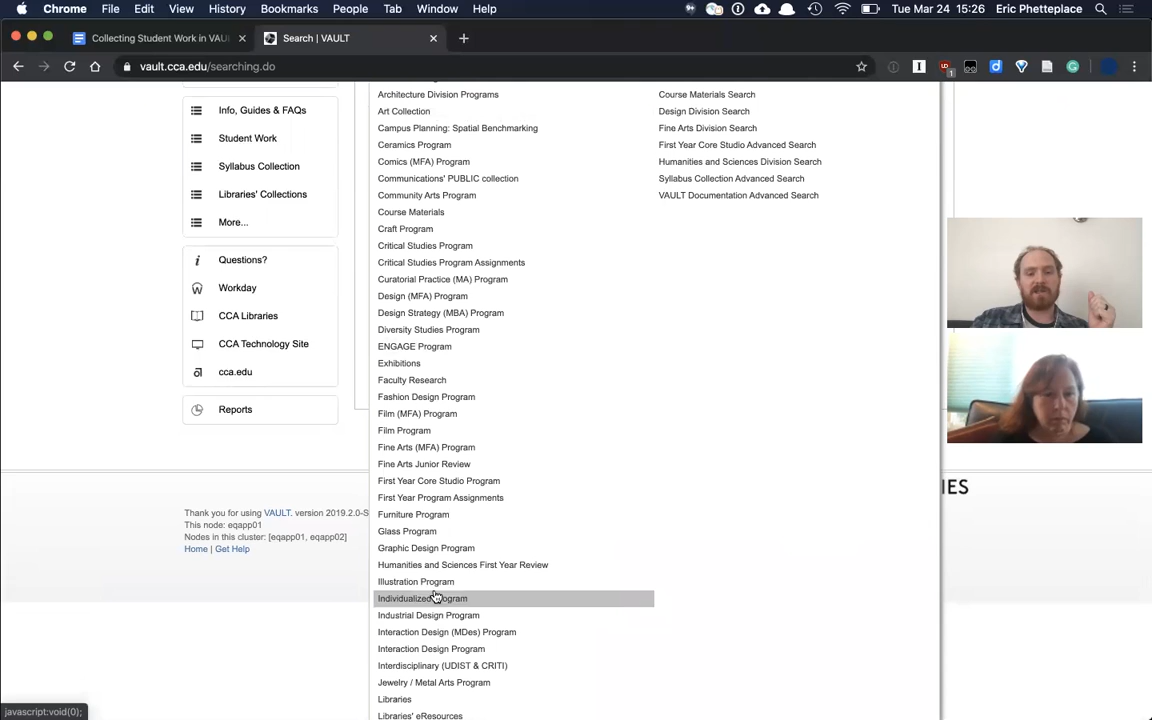 Chrome File Edit View History Bookmarks People Tab Window Help Tue Mar 24 15:26 Eric Phetteplace
Collecting Student Work in VAU
Search | VAULT
vault.cca.edu/searching.do
Info, Guides & FAQs
Student Work
Syllabus Collection
Libraries' Collections
More...
Questions?
Workday
CCA Libraries
CCA Technology Site
cca.edu
Reports
Architecture Division Programs
Art Collection
Campus Planning: Spatial Benchmarking
Ceramics Program
Comics (MFA) Program
Communications' PUBLIC collection
Community Arts Program
Course Materials
Craft Program
Critical Studies Program
Critical Studies Program Assignments
Curatorial Practice (MA) Program
Design (MFA) Program
Design Strategy (MBA) Program
Diversity Studies Program
ENGAGE Program
Exhibitions
Faculty Research
Fashion Design Program
Film (MFA) Program
Film Program
Fine Arts (MFA) Program
Fine Arts Junior Review
First Year Core Studio Program
First Year Program Assignments
Furniture Program
Glass Program
Graphic Design Program
Humanities and Sciences First Year Review
Illustration Program
Individualized Program
Industrial Design Program
Interaction Design (MDes) Program
Interaction Design Program
Interdisciplinary (UDIST & CRITI)
Jewelry / Metal Arts Program
Libraries
Libraries' eResources
Course Materials Search
Design Division Search
Fine Arts Division Search
First Year Core Studio Advanced Search
Humanities and Sciences Division Search
Syllabus Collection Advanced Search
VAULT Documentation Advanced Search
IES
Thank you for using VAULT. version 2019.2.0-S
This node: eqapp01
Nodes in this cluster: [eqapp01, eqapp02]
Home | Get Help
javascript:void(0);